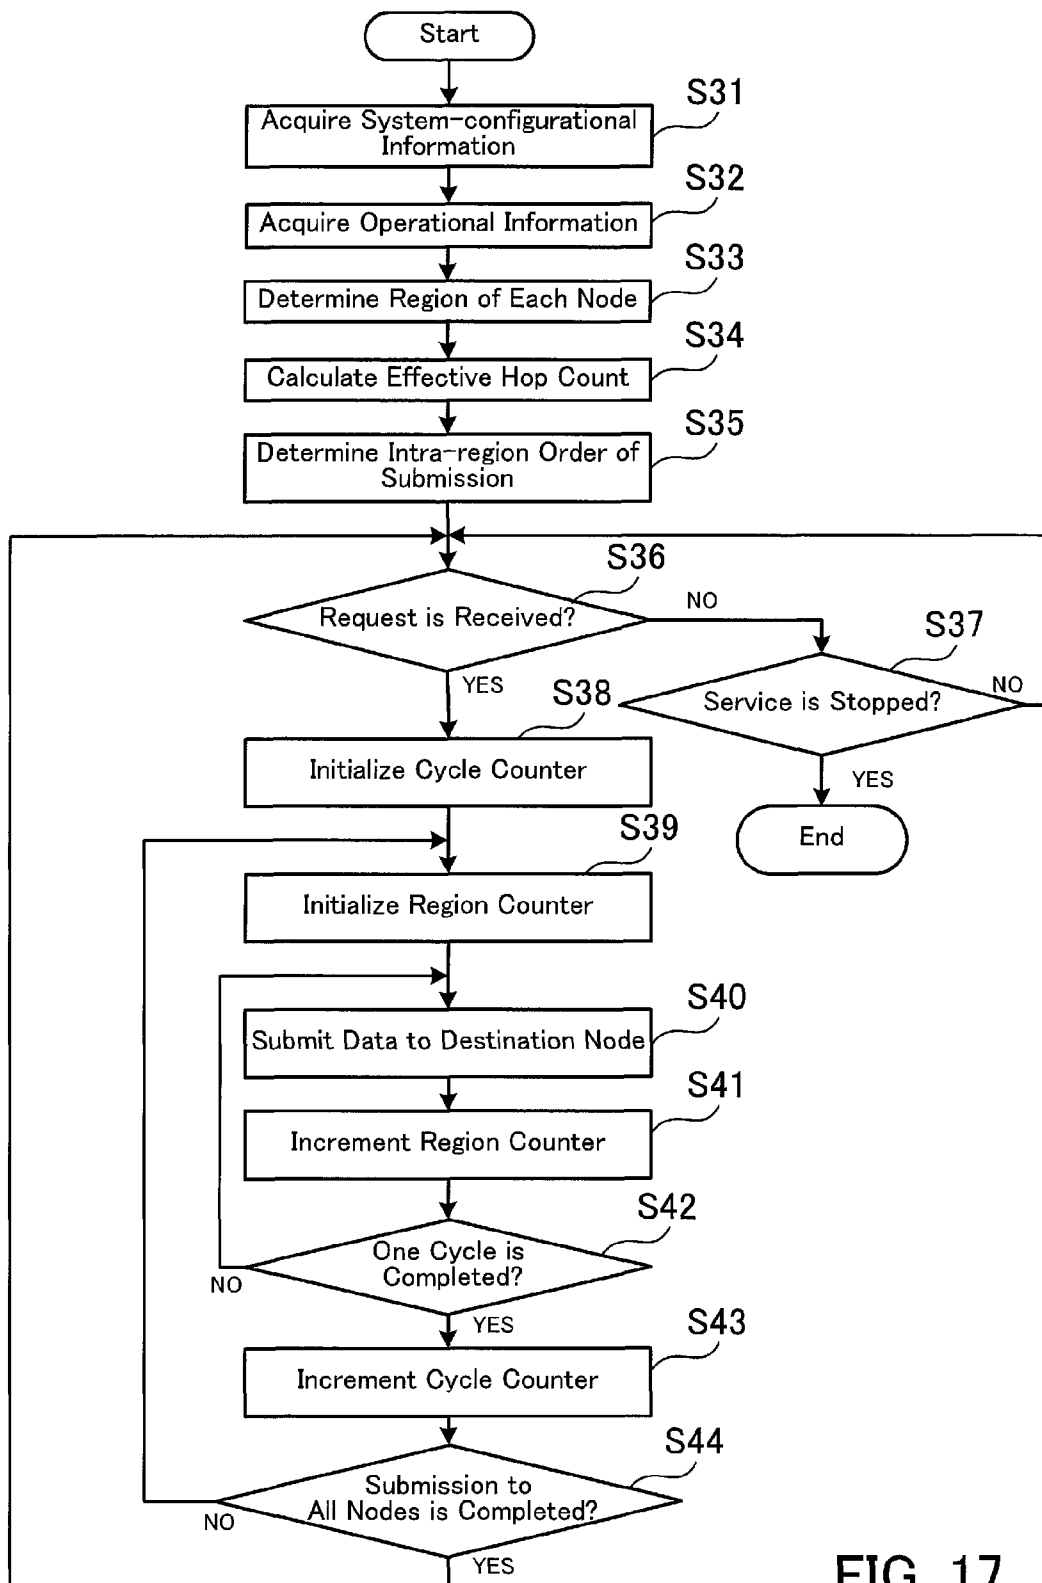 Start
S31
Acquire System-configurational
Information
S32
Acquire Operational Information
S33
Determine Region of Each Node
S34
Calculate Effective Hop Count
S35
Determine Intra-region Order of
Submission
S36
Request is Received?
NO
S37
Service is Stopped?
NO
YES
YES
End
S38
Initialize Cycle Counter
S39
Initialize Region Counter
S40
Submit Data to Destination Node
S41
Increment Region Counter
S42
One Cycle is
Completed?
NO
YES
S43
Increment Cycle Counter
S44
Submission to
All Nodes is Completed?
NO
YES
FIG. 17